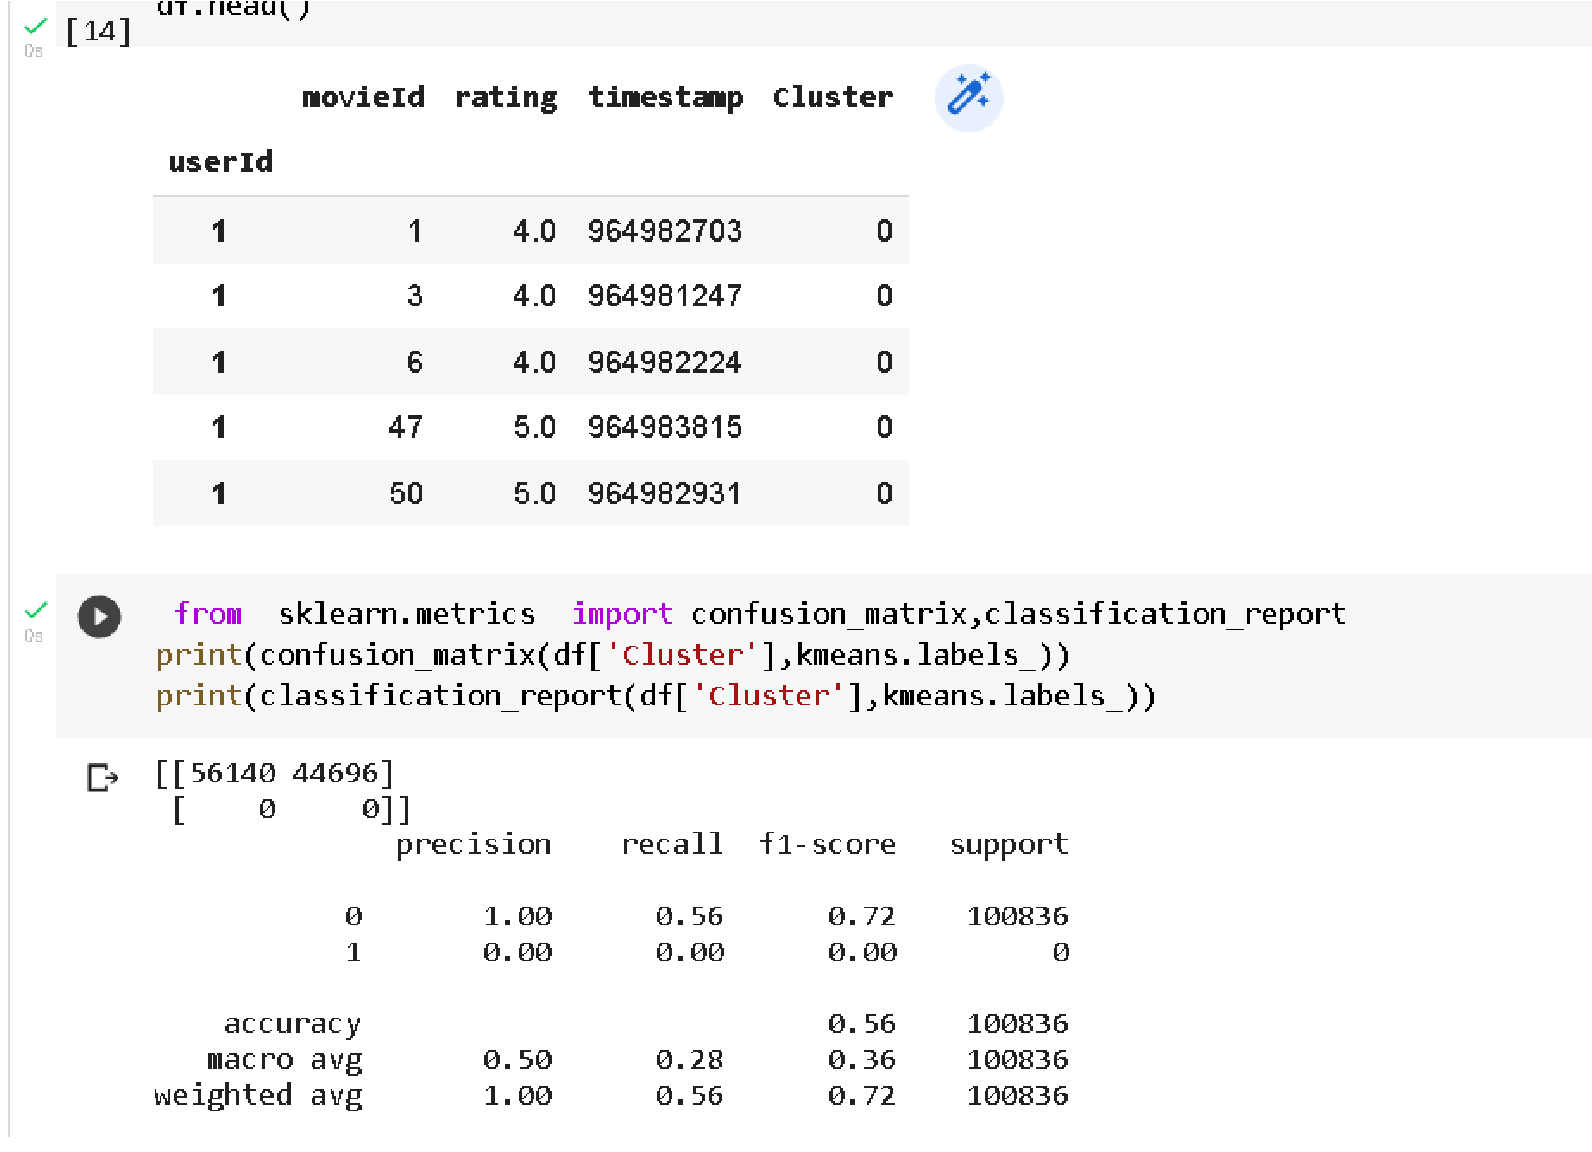 df.head()
[14]
0s
movieId rating timestamp Cluster
userId
1 1 4.0 964982703 0
1 3 4.0 964981247 0
1 6 4.0 964982224 0
1 47 5.0 964983815 0
1 50 5.0 964982931 0
0s
from sklearn.metrics import confusion_matrix,classification_report
print(confusion_matrix(df['Cluster'],kmeans.labels_))
print(classification_report(df['Cluster'],kmeans.labels_))
[[56140 44696]
[ 0 0]]
precision recall f1-score support
0 1.00 0.56 0.72 100836
1 0.00 0.00 0.00 0
accuracy 0.56 100836
macro avg 0.50 0.28 0.36 100836
weighted avg 1.00 0.56 0.72 100836